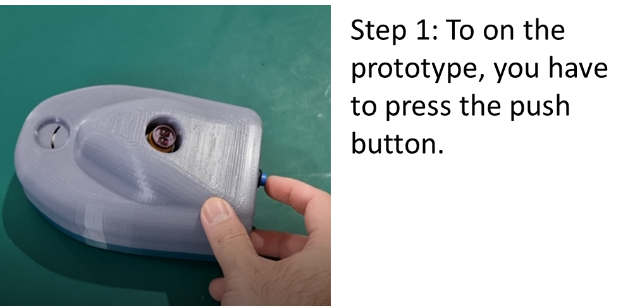 Step 1: To on the
prototype, you have
to press the push
button.